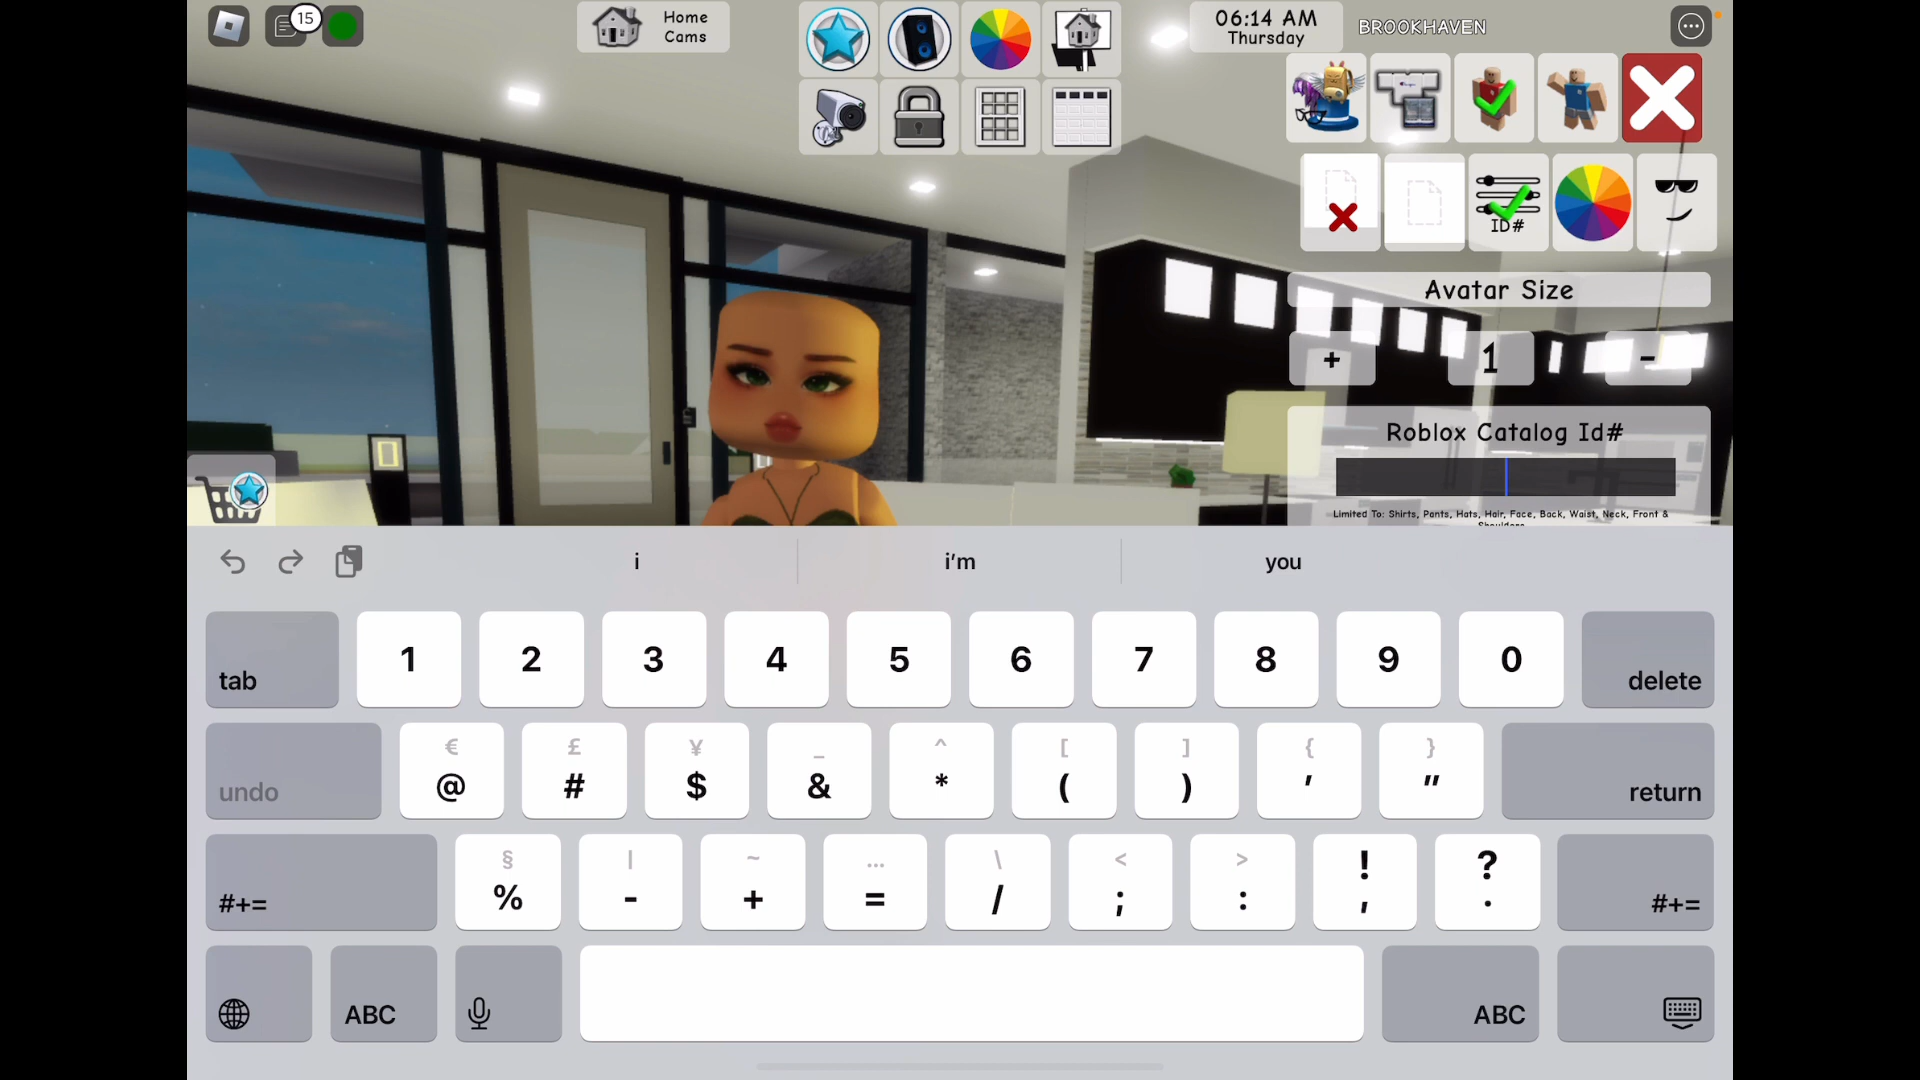 15
Home
Cams
06:14 AM
Thursday
BROOKHAVEN
ID#
Avatar Size
+ 1 -
Roblox Catalog Id#
Limited To: Shirts, Pants, Hats, Hair, Face, Back, Waist, Neck, Front &
Shoulders
i i'm you
tab 1 2 3 4 5 6 7 8 9 0 delete
€ £ ¥ _ ^ [ ] { }
undo @ # $ & * ( ) ' " return
§ | ~ … \ < > ! ?
#+= % - + = / ; : , . #+=
ABC ABC